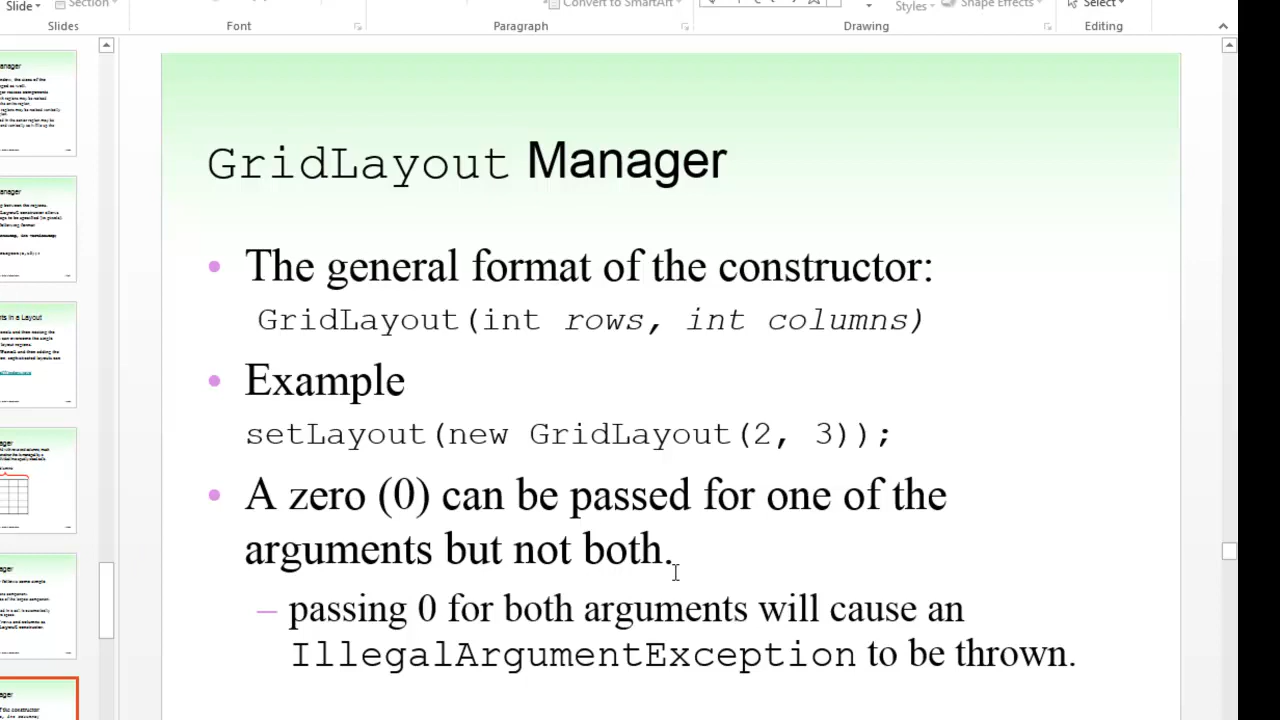 Slide
Section
Convert to SmartArt
Styles
Shape Effects
Select
Slides
Font
Paragraph
Drawing
Editing
GridLayout Manager
• The general format of the constructor:
GridLayout(int rows, int columns)
• Example
setLayout(new GridLayout(2, 3));
• A zero (0) can be passed for one of the
arguments but not both.
– passing 0 for both arguments will cause an
IllegalArgumentException to be thrown.